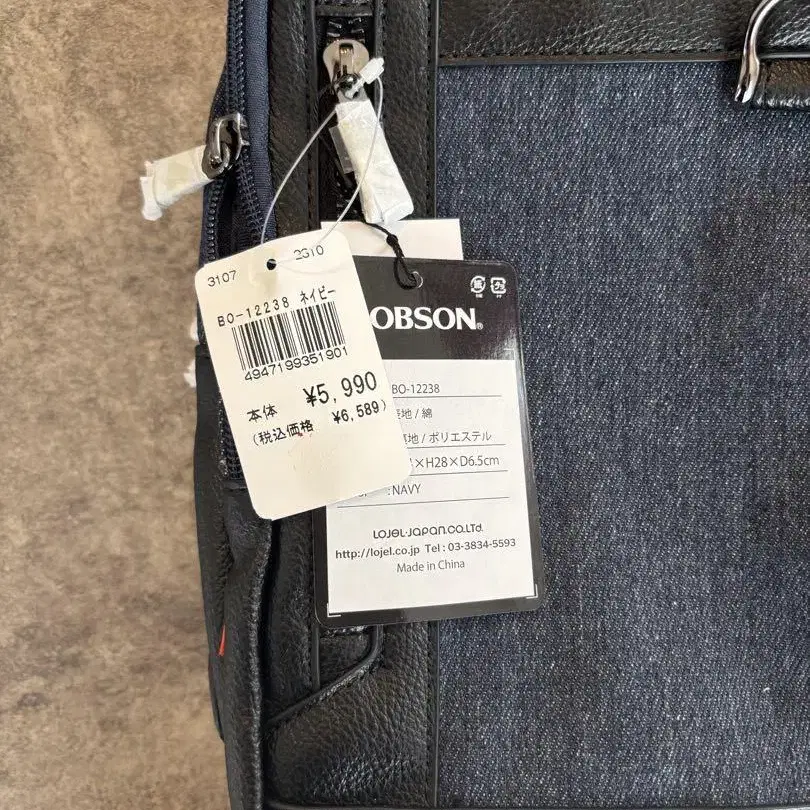 3107 2310
BO-12238 ネイビー
4947199351901
本体 ¥5,990
(税込価格 ¥6,589)
OBSON®
BO-12238
地 / 綿
地 / ポリエステル
×H28×D6.5cm
: NAVY
LOJEL·JAPAN.CO.LTd.
http://lojel.co.jp Tel : 03-3834-5593
Made in China